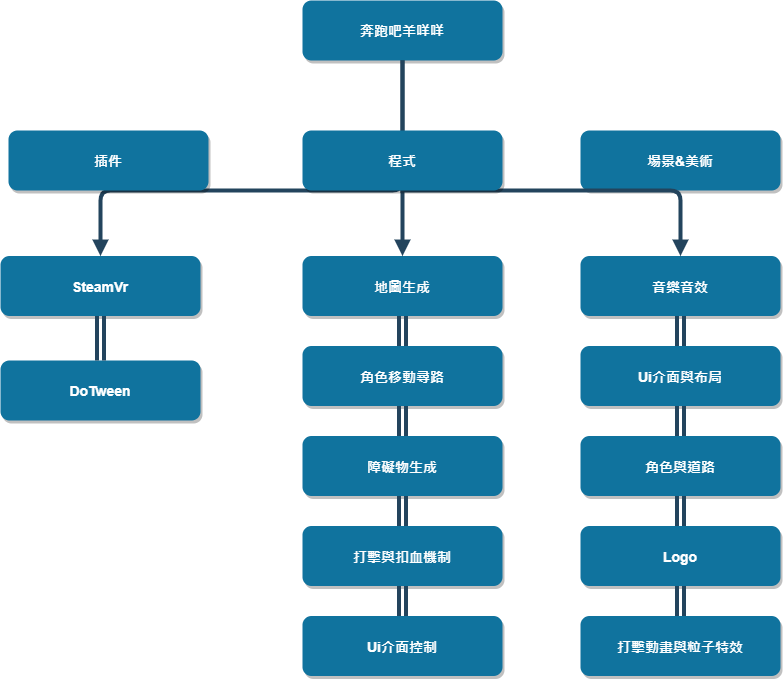 奔跑吧羊咩咩
插件
程式
場景&美術
SteamVr
地圖生成
音樂音效
DoTween
角色移動尋路
Ui介面與布局
障礙物生成
角色與道路
打擊與扣血機制
Logo
Ui介面控制
打擊動畫與粒子特效